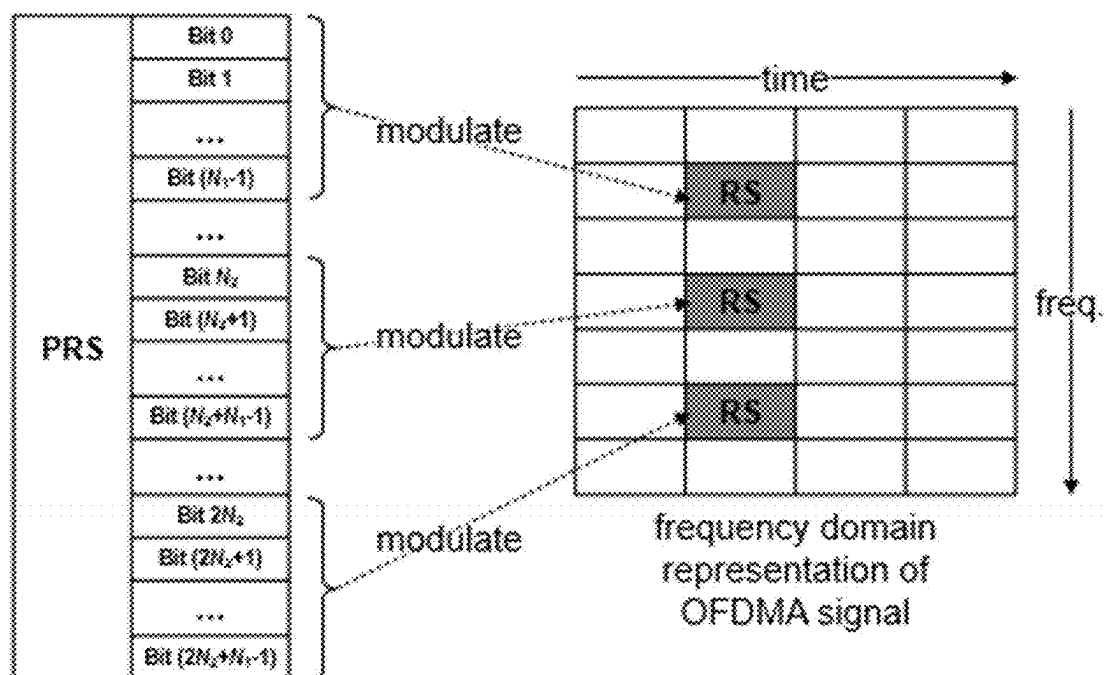 PRS
Bit 0
Bit 1
...
Bit (N₁-1)
...
Bit N₂
Bit (N₂+1)
...
Bit (N₂+N₁-1)
...
Bit 2N₂
Bit (2N₂+1)
...
Bit (2N₂+N₁-1)
modulate
modulate
modulate
time
RS
RS
RS
freq.
frequency domain
representation of
OFDMA signal